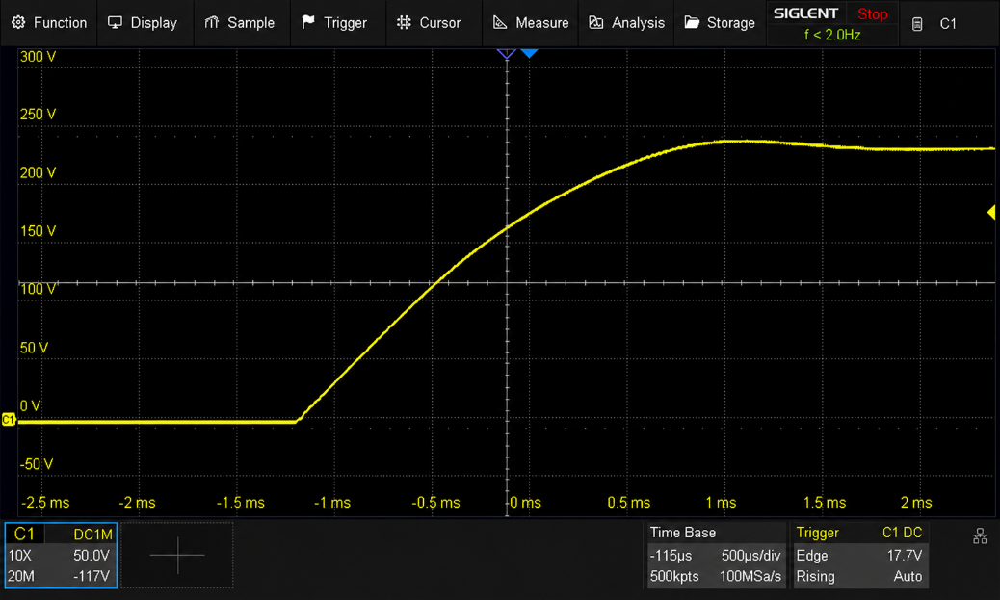 Function Display Sample Trigger Cursor Measure Analysis Storage SIGLENT Stop C1
f < 2.0Hz
300 V
250 V
200 V
150 V
100 V
50 V
C1
0 V
-50 V
-2.5 ms -2 ms -1.5 ms -1 ms -0.5 ms -0 ms 0.5 ms 1 ms 1.5 ms 2 ms
C1 DC1M
10X 50.0V
20M -117V
Time Base
-115µs 500µs/div
500kpts 100MSa/s
Trigger C1 DC
Edge 17.7V
Rising Auto